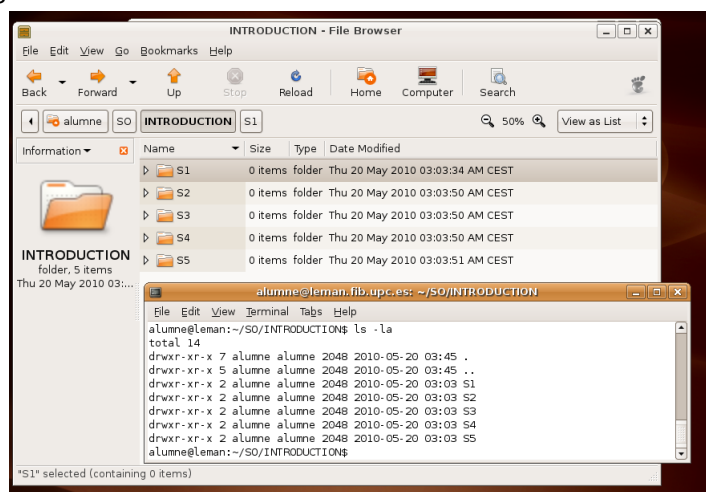 INTRODUCTION - File Browser
File Edit View Go Bookmarks Help
Back Forward Up Stop Reload Home Computer Search
alumne SO INTRODUCTION S1 50% View as List
Information Name Size Type Date Modified
S1 0 items folder Thu 20 May 2010 03:03:34 AM CEST
S2 0 items folder Thu 20 May 2010 03:03:50 AM CEST
S3 0 items folder Thu 20 May 2010 03:03:50 AM CEST
S4 0 items folder Thu 20 May 2010 03:03:50 AM CEST
S5 0 items folder Thu 20 May 2010 03:03:51 AM CEST
INTRODUCTION
folder, 5 items
Thu 20 May 2010 03:...
alumne@leman.fib.upc.es: ~/SO/INTRODUCTION
File Edit View Terminal Tabs Help
alumne@leman:~/SO/INTRODUCTION$ ls -la
total 14
drwxr-xr-x 7 alumne alumne 2048 2010-05-20 03:45 .
drwxr-xr-x 5 alumne alumne 2048 2010-05-20 03:45 ..
drwxr-xr-x 2 alumne alumne 2048 2010-05-20 03:03 S1
drwxr-xr-x 2 alumne alumne 2048 2010-05-20 03:03 S2
drwxr-xr-x 2 alumne alumne 2048 2010-05-20 03:03 S3
drwxr-xr-x 2 alumne alumne 2048 2010-05-20 03:03 S4
drwxr-xr-x 2 alumne alumne 2048 2010-05-20 03:03 S5
alumne@leman:~/SO/INTRODUCTION$
"S1" selected (containing 0 items)